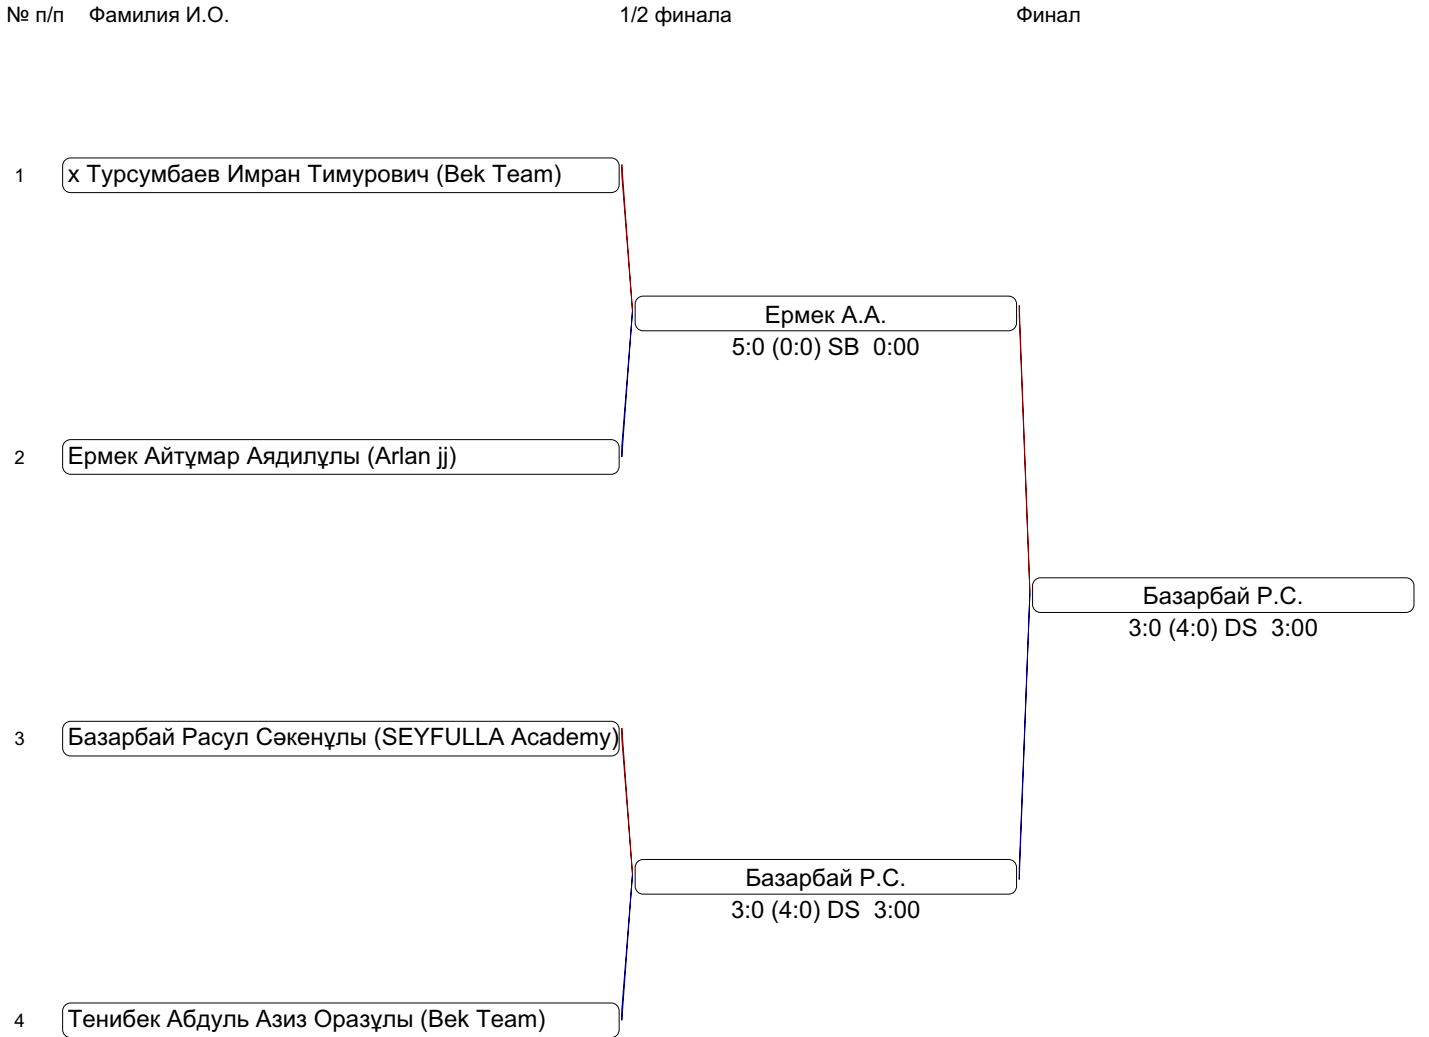 № п/п Фамилия И.О. 1/2 финала Финал
1 х Турсумбаев Имран Тимурович (Bek Team)
Ермек А.А.
5:0 (0:0) SB 0:00
2 Ермек Айтұмар Аядилұлы (Arlan jj)
Базарбай Р.С.
3:0 (4:0) DS 3:00
3 Базарбай Расул Сәкенұлы (SEYFULLA Academy)
Базарбай Р.С.
3:0 (4:0) DS 3:00
4 Тенибек Абдуль Азиз Оразұлы (Bek Team)